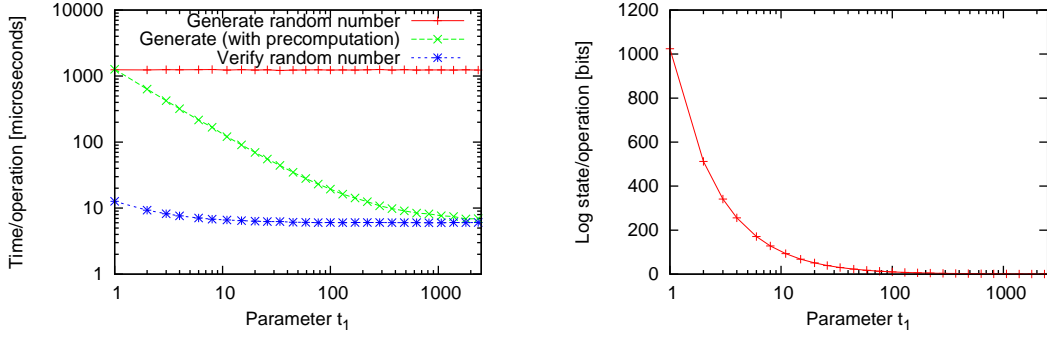 Time/operation [microseconds]
10000
1000
100
10
1
Generate random number
Generate (with precomputation)
Verify random number
1
10
100
1000
Parameter t1
Log state/operation [bits]
1200
1000
800
600
400
200
0
1
10
100
1000
Parameter t1